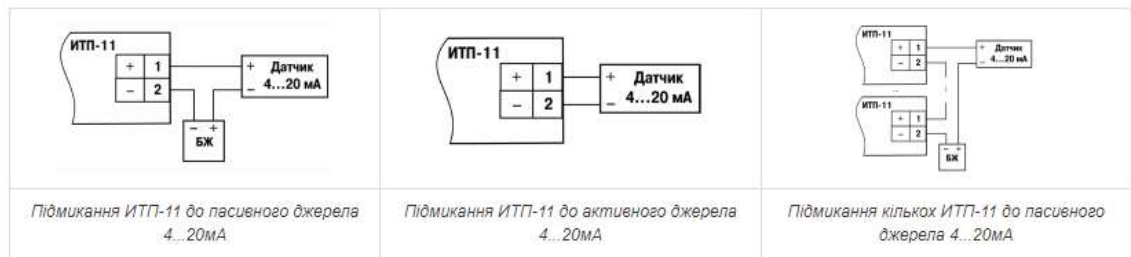 ИТП-11
+ 1
− 2
+ Датчик
− 4...20 мА
− +
БЖ
Підмикання ИТП-11 до пасивного джерела
4...20мА
ИТП-11
+ 1
− 2
+ Датчик
− 4...20 мА
Підмикання ИТП-11 до активного джерела
4...20мА
ИТП-11
+ 1
− 2
+ Датчик
− 4...20 мА
...
ИТП-11
+ 1
− 2
− +
БЖ
Підмикання кількох ИТП-11 до пасивного
джерела 4...20мА